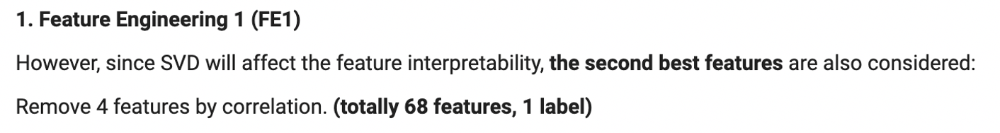 1. Feature Engineering 1 (FE1)
However, since SVD will affect the feature interpretability, the second best features are also considered:
Remove 4 features by correlation. (totally 68 features, 1 label)